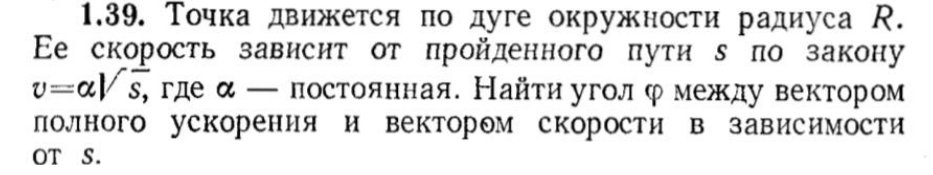 1.39. Точка движется по дуге окружности радиуса R.
Ее скорость зависит от пройденного пути s по закону
v=α√s, где α — постоянная. Найти угол φ между вектором
полного ускорения и вектором скорости в зависимости
от s.